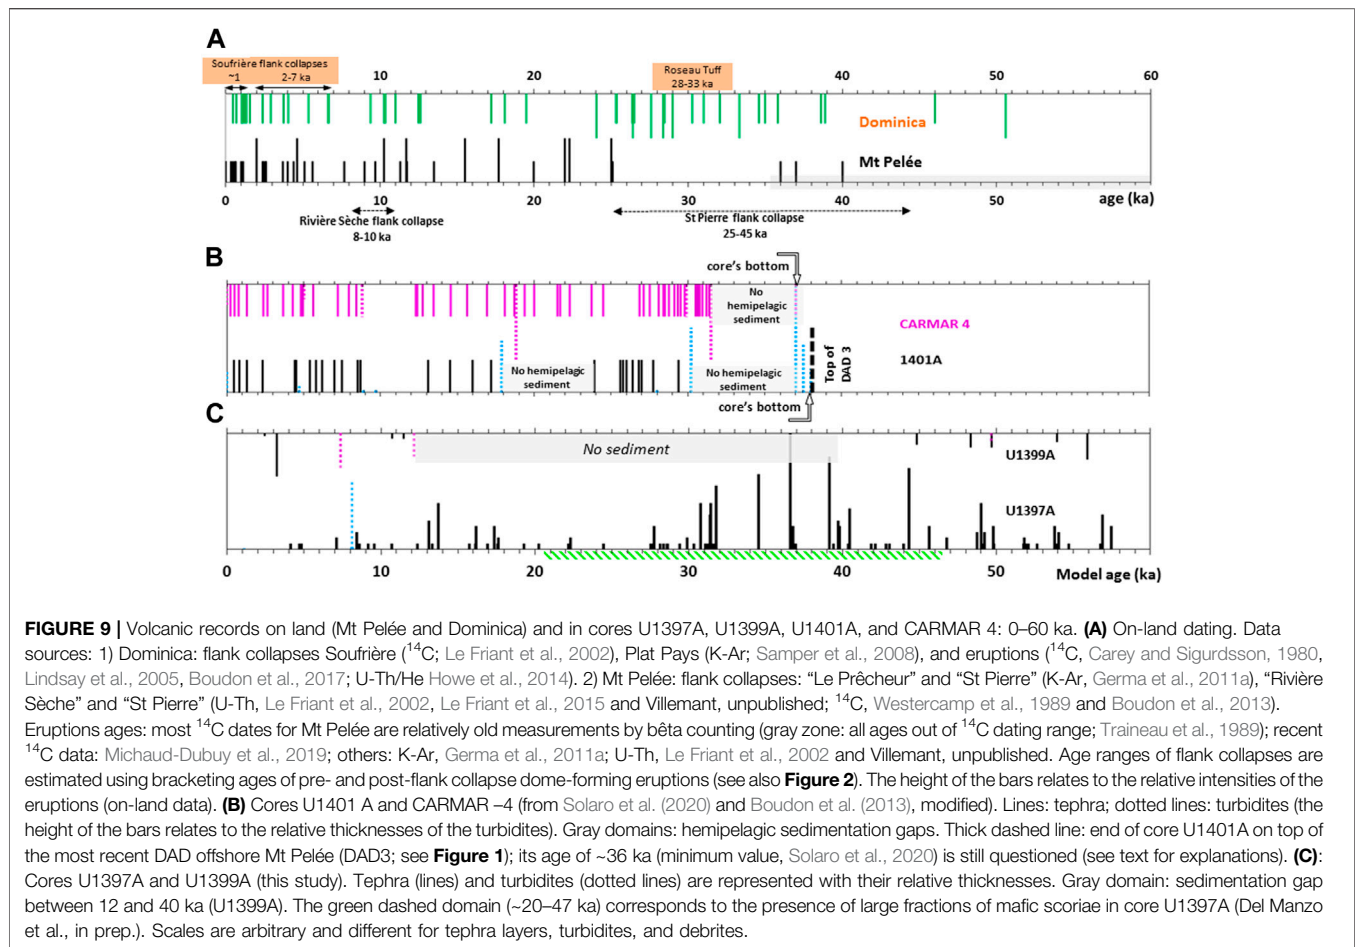 A
Soufrière flank collapses
~1 2-7 ka
Roseau Tuff
28-33 ka
10 20 40 60
Dominica
Mt Pelée
0 10 20 30 40 50 age (ka)
Rivière Sèche flank collapse
8-10 ka
St Pierre flank collapse
25-45 ka
B
core's bottom
No
hemipelagic
sediment
CARMAR 4
1401A
No hemipelagic
sediment
No hemipelagic
sediment
Top of
DAD 3
core's bottom
C
No sediment
U1399A
U1397A
0 10 20 30 40 50 Model age (ka)
FIGURE 9 | Volcanic records on land (Mt Pelée and Dominica) and in cores U1397A, U1399A, U1401A, and CARMAR 4: 0–60 ka. (A) On-land dating. Data
sources: 1) Dominica: flank collapses Soufrière (¹⁴C; Le Friant et al., 2002), Plat Pays (K-Ar; Samper et al., 2008), and eruptions (¹⁴C, Carey and Sigurdsson, 1980,
Lindsay et al., 2005, Boudon et al., 2017; U-Th/He Howe et al., 2014). 2) Mt Pelée: flank collapses: “Le Prêcheur” and “St Pierre” (K-Ar, Germa et al., 2011a), “Rivière
Sèche” and “St Pierre” (U-Th, Le Friant et al., 2002, Le Friant et al., 2015 and Villemant, unpublished; ¹⁴C, Westercamp et al., 1989 and Boudon et al., 2013).
Eruptions ages: most ¹⁴C dates for Mt Pelée are relatively old measurements by bêta counting (gray zone: all ages out of ¹⁴C dating range; Traineau et al., 1989); recent
¹⁴C data: Michaud-Dubuy et al., 2019; others: K-Ar, Germa et al., 2011a; U-Th, Le Friant et al., 2002 and Villemant, unpublished. Age ranges of flank collapses are
estimated using bracketing ages of pre- and post-flank collapse dome-forming eruptions (see also Figure 2). The height of the bars relates to the relative intensities of the
eruptions (on-land data). (B) Cores U1401 A and CARMAR –4 (from Solaro et al. (2020) and Boudon et al. (2013), modified). Lines: tephra; dotted lines: turbidites (the
height of the bars relates to the relative thicknesses of the turbidites). Gray domains: hemipelagic sedimentation gaps. Thick dashed line: end of core U1401A on top of
the most recent DAD offshore Mt Pelée (DAD3; see Figure 1); its age of ~36 ka (minimum value, Solaro et al., 2020) is still questioned (see text for explanations). (C):
Cores U1397A and U1399A (this study). Tephra (lines) and turbidites (dotted lines) are represented with their relative thicknesses. Gray domain: sedimentation gap
between 12 and 40 ka (U1399A). The green dashed domain (~20–47 ka) corresponds to the presence of large fractions of mafic scoriae in core U1397A (Del Manzo
et al., in prep.). Scales are arbitrary and different for tephra layers, turbidites, and debrites.